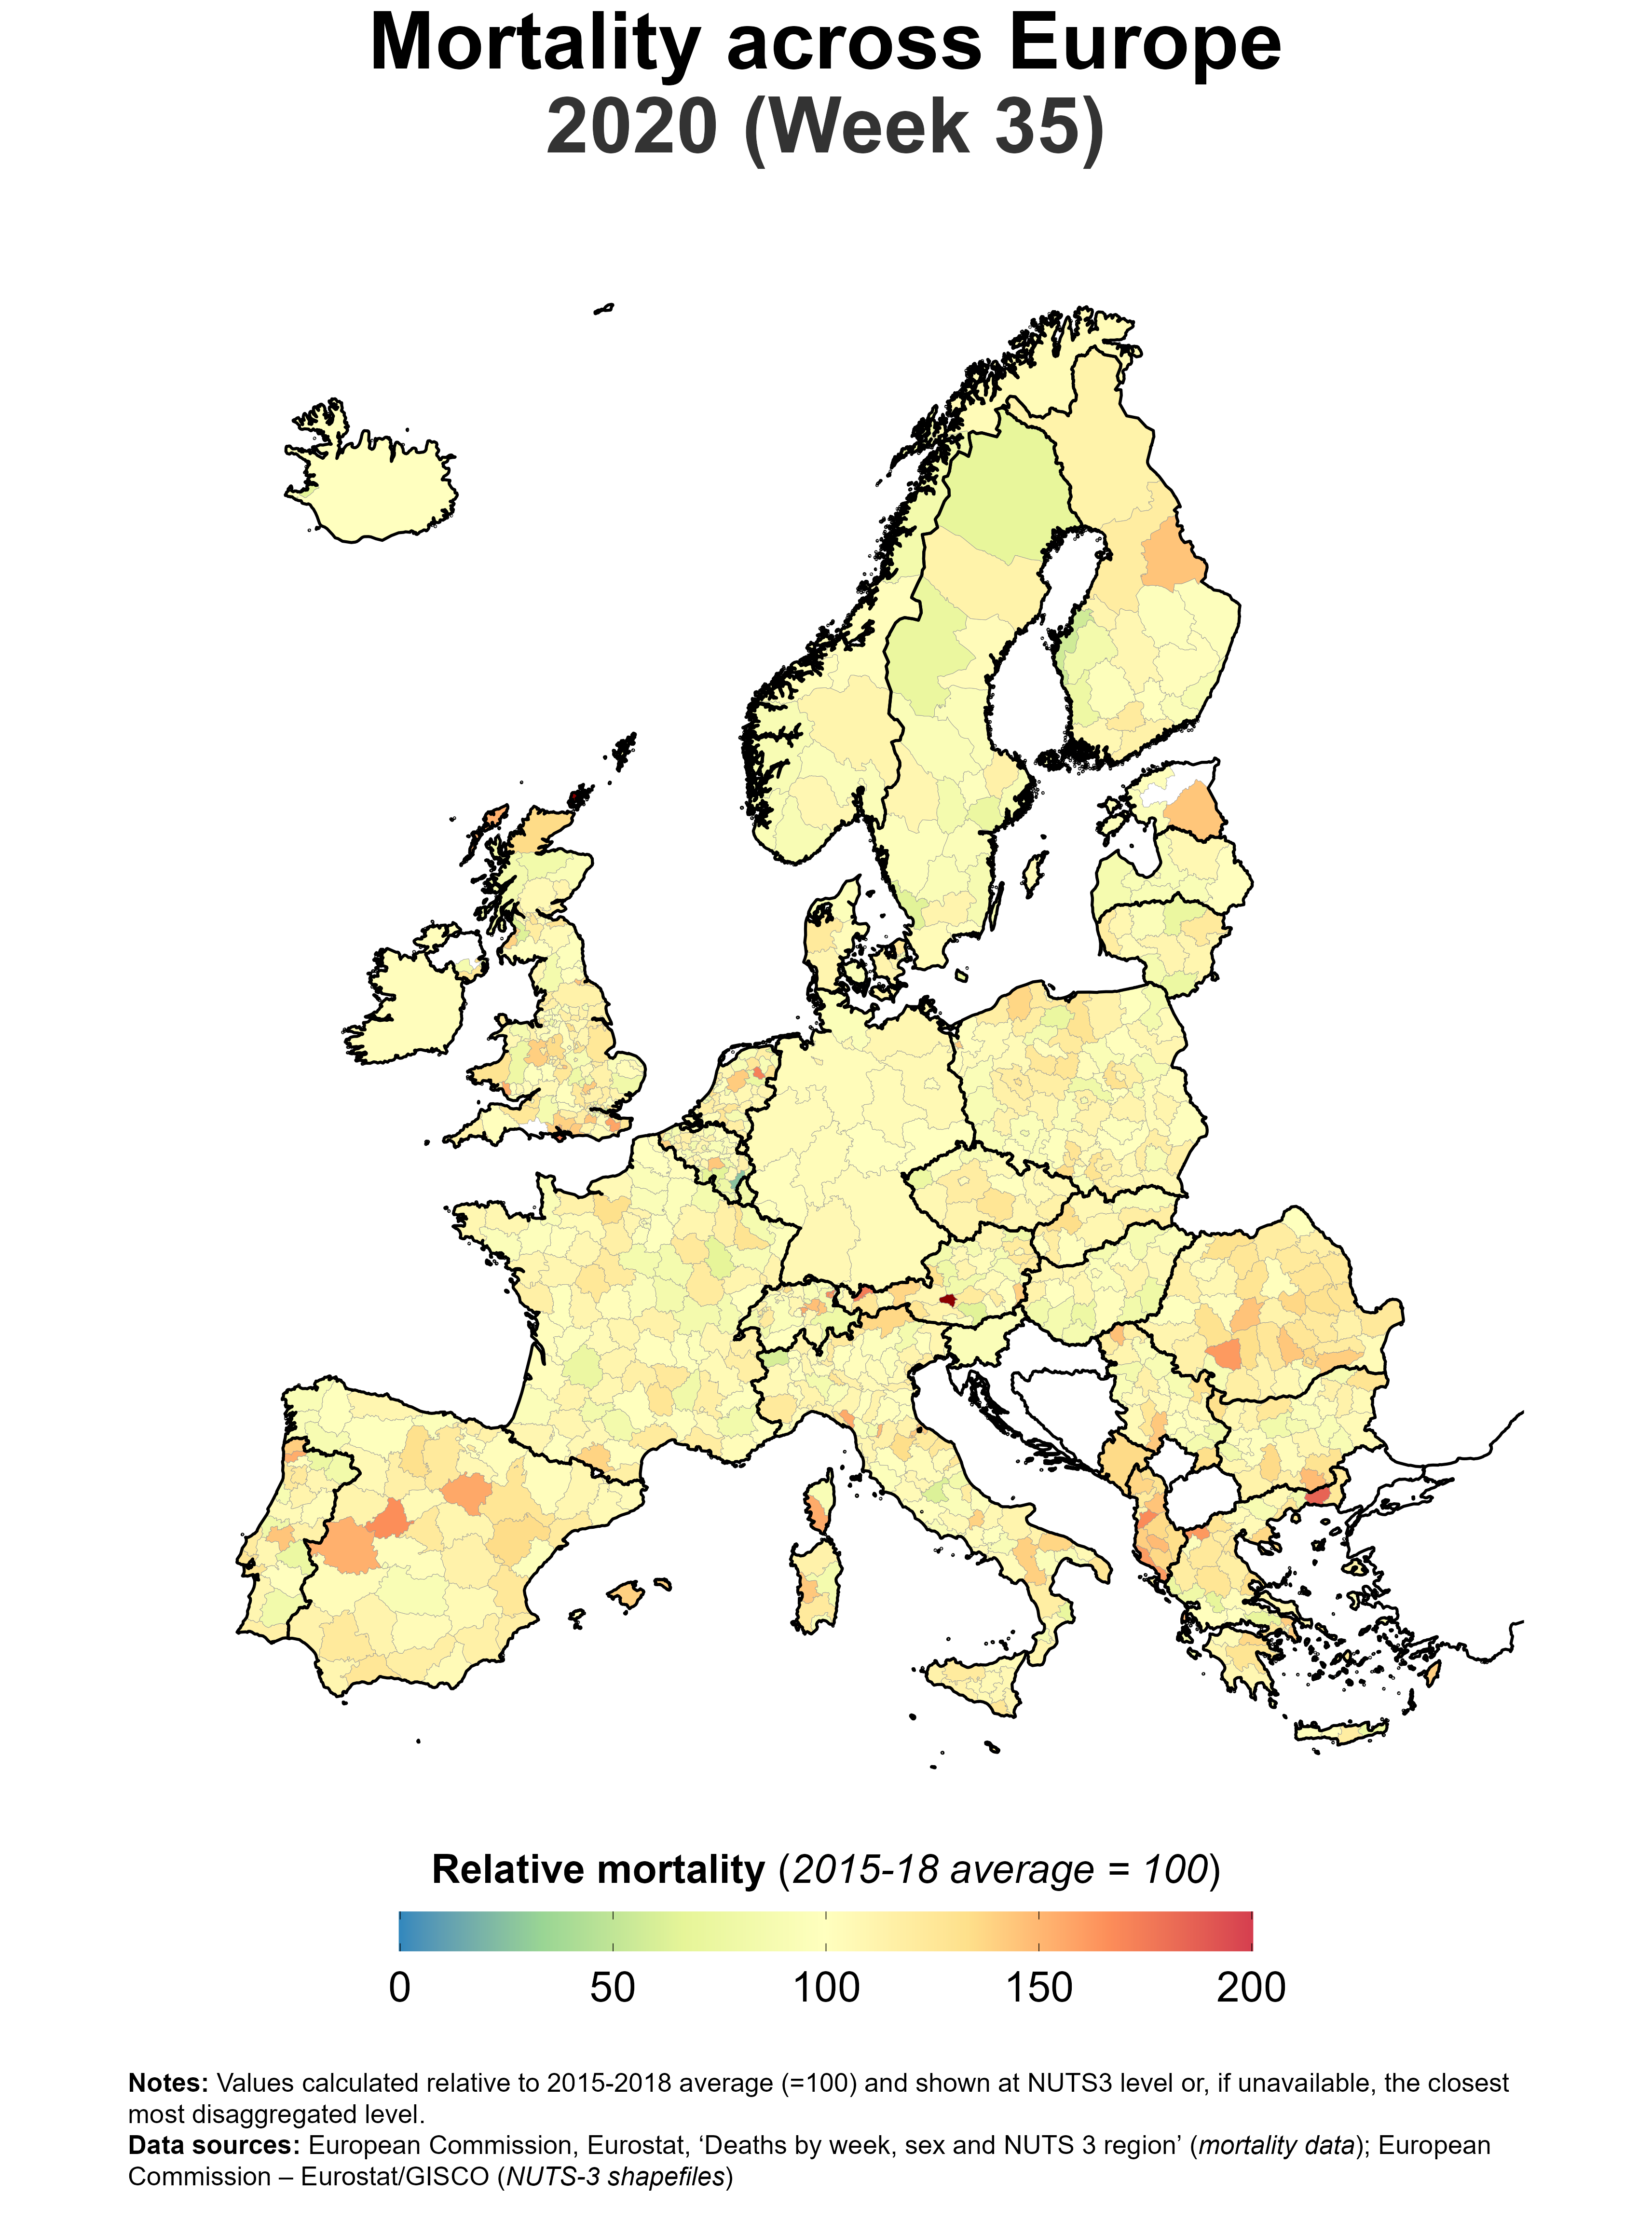 Mortality across Europe
2020 (Week 35)
Relative mortality (2015-18 average = 100)
0 50 100 150 200
Notes: Values calculated relative to 2015-2018 average (=100) and shown at NUTS3 level or, if unavailable, the closest
most disaggregated level.
Data sources: European Commission, Eurostat, ‘Deaths by week, sex and NUTS 3 region’ (mortality data); European
Commission – Eurostat/GISCO (NUTS-3 shapefiles)